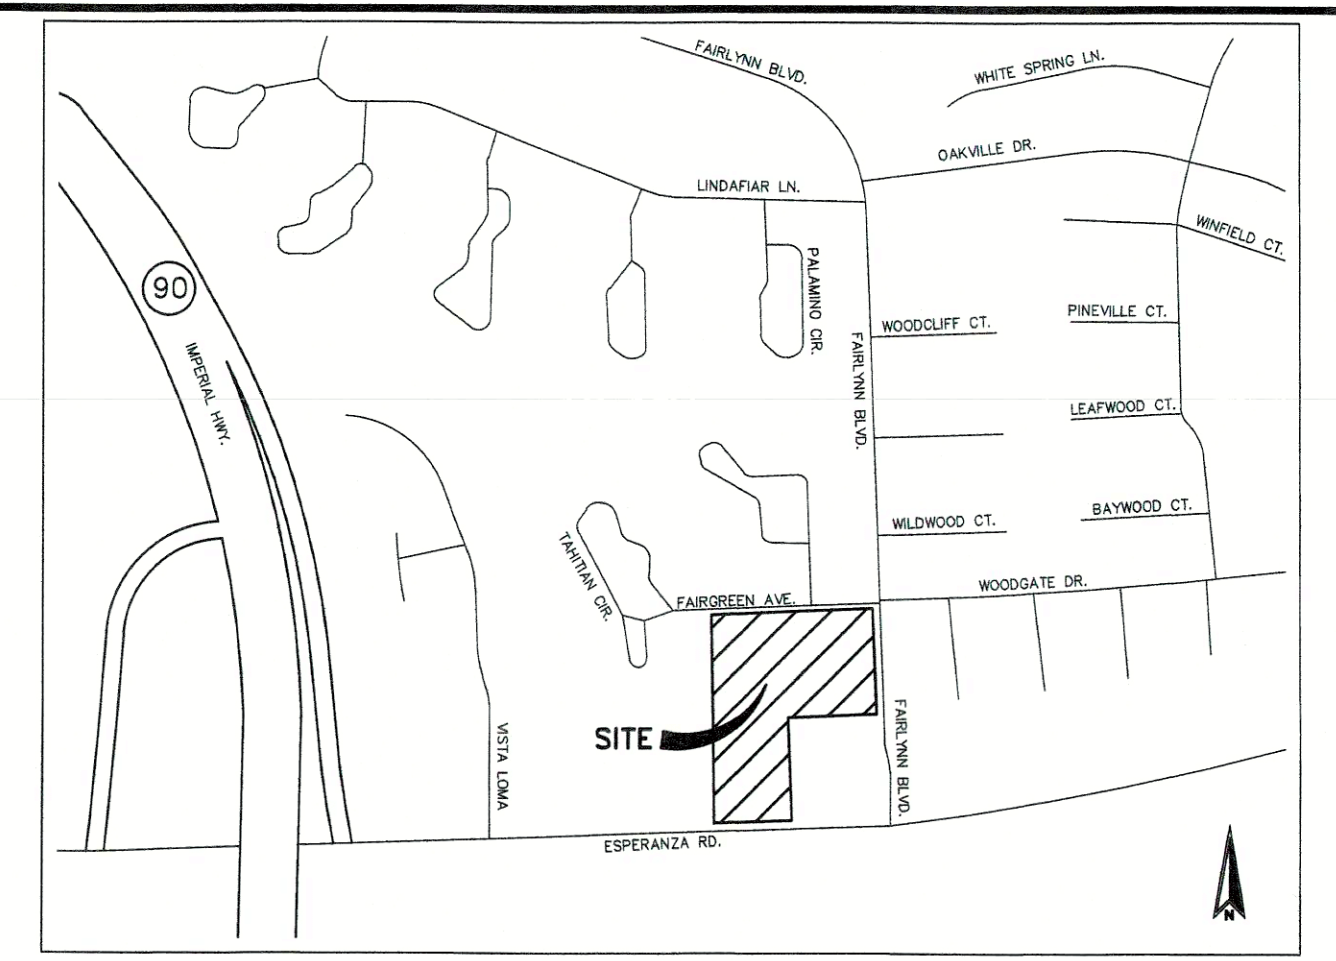 FAIRLYNN BLVD.
WHITE SPRING LN.
OAKVILLE DR.
LINDAFIAR LN.
WINFIELD CT.
90
PALAMINO CIR.
PINEVILLE CT.
WOODCLIFF CT.
IMPERIAL HWY.
FAIRLYNN BLVD.
LEAFWOOD CT.
BAYWOOD CT.
WILDWOOD CT.
TAHITIAN CIR.
WOODGATE DR.
FAIRGREEN AVE.
SITE
VISTA LOMA
FAIRLYNN BLVD.
ESPERANZA RD.
N